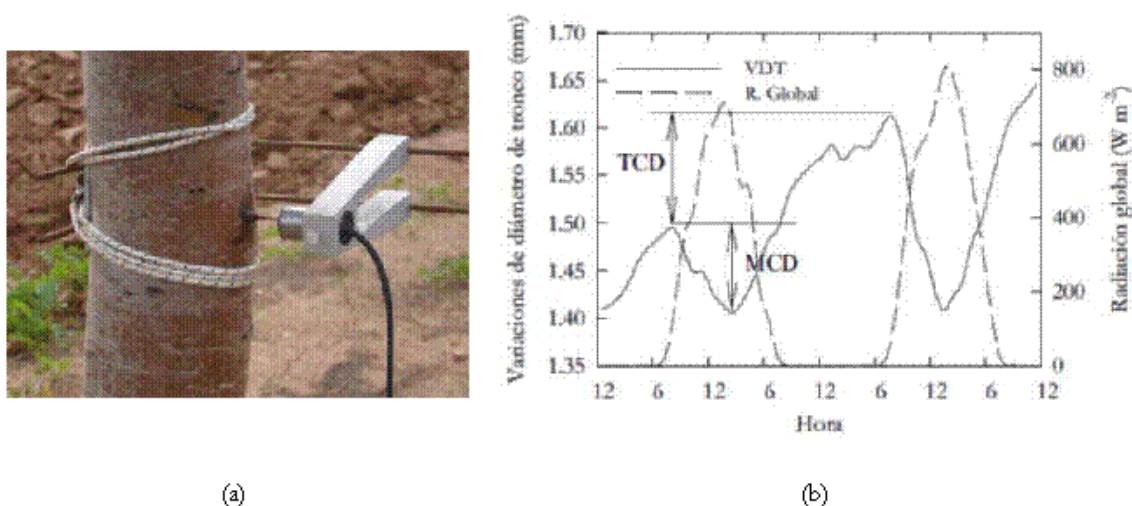 1.70
1.65
1.60
1.55
1.50
1.45
1.40
1.35
Variaciones de diámetro de tronco (mm)
VDT
R. Global
TCD
MCD
800
600
400
200
0
Radiación global (W m⁻²)
12 6 12 6 12 6 12 6 12
Hora
(a)
(b)